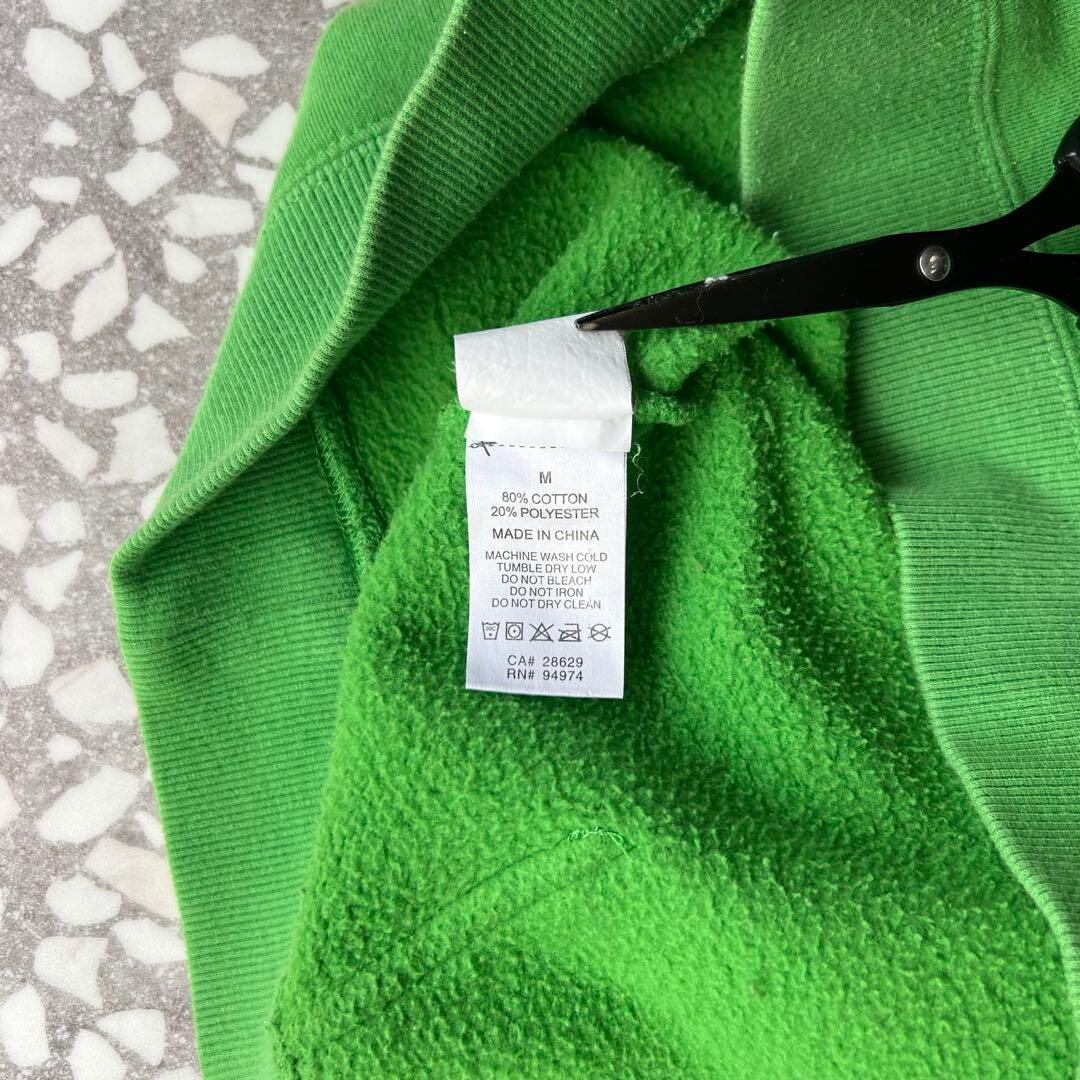 M
80% COTTON
20% POLYESTER
MADE IN CHINA
MACHINE WASH COLD
TUMBLE DRY LOW
DO NOT BLEACH
DO NOT IRON
DO NOT DRY CLEAN
CA# 28629
RN# 94974